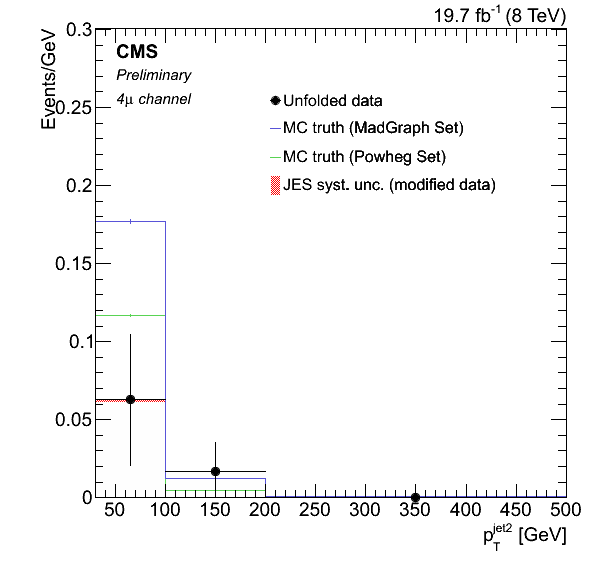 19.7 fb⁻¹ (8 TeV)
Events/GeV
CMS
Preliminary
4μ channel
Unfolded data
MC truth (MadGraph Set)
MC truth (Powheg Set)
JES syst. unc. (modified data)
0.3
0.25
0.2
0.15
0.1
0.05
0
50 100 150 200 250 300 350 400 450 500
p_T^jet2 [GeV]